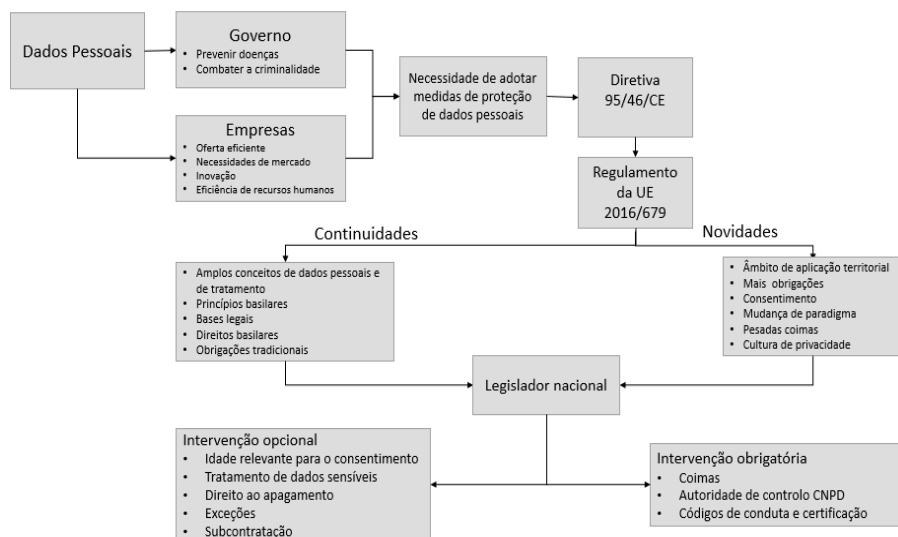 Dados Pessoais
Governo
• Prevenir doenças
• Combater a criminalidade
Empresas
• Oferta eficiente
• Necessidades de mercado
• Inovação
• Eficiência de recursos humanos
Necessidade de adotar
medidas de proteção
de dados pessoais
Diretiva
95/46/CE
Regulamento
da UE
2016/679
Continuidades
Novidades
• Amplos conceitos de dados pessoais e
de tratamento
• Princípios basilares
• Bases legais
• Direitos basilares
• Obrigações tradicionais
• Âmbito de aplicação territorial
• Mais obrigações
• Consentimento
• Mudança de paradigma
• Pesadas coimas
• Cultura de privacidade
Legislador nacional
Intervenção opcional
• Idade relevante para o consentimento
• Tratamento de dados sensíveis
• Direito ao apagamento
• Exceções
• Subcontratação
Intervenção obrigatória
• Coimas
• Autoridade de controlo CNPD
• Códigos de conduta e certificação